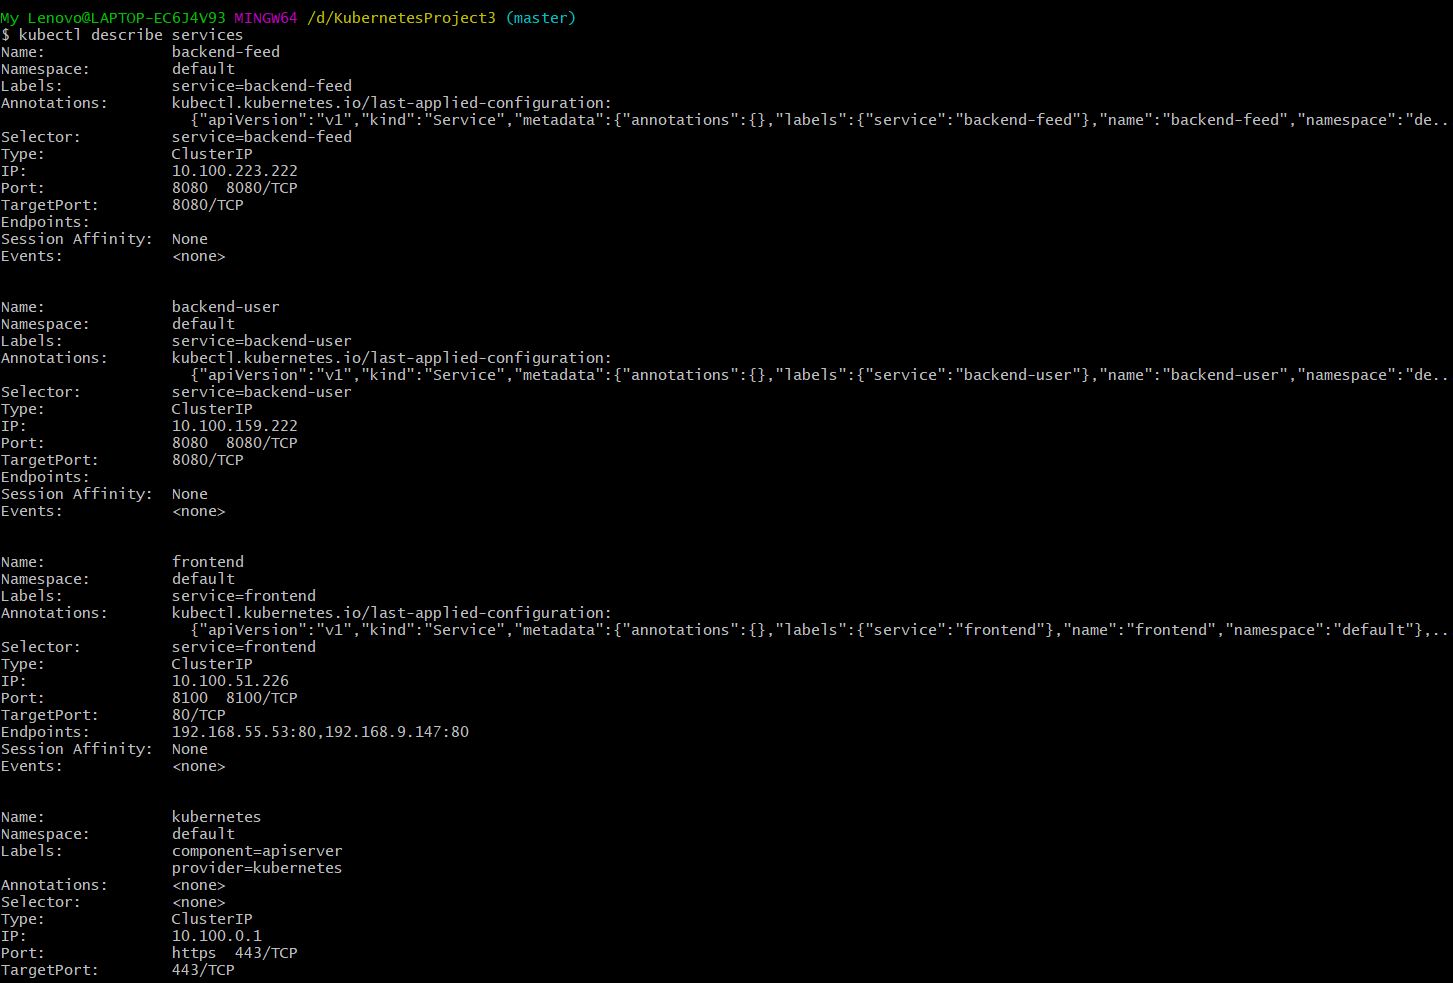 My Lenovo@LAPTOP-EC6J4V93 MINGW64 /d/KubernetesProject3 (master)
$ kubectl describe services
Name:              backend-feed
Namespace:         default
Labels:            service=backend-feed
Annotations:       kubectl.kubernetes.io/last-applied-configuration:
                     {"apiVersion":"v1","kind":"Service","metadata":{"annotations":{},"labels":{"service":"backend-feed"},"name":"backend-feed","namespace":"de...
Selector:          service=backend-feed
Type:              ClusterIP
IP:                10.100.223.222
Port:              8080  8080/TCP
TargetPort:        8080/TCP
Endpoints:
Session Affinity:  None
Events:            <none>
Name:              backend-user
Namespace:         default
Labels:            service=backend-user
Annotations:       kubectl.kubernetes.io/last-applied-configuration:
                     {"apiVersion":"v1","kind":"Service","metadata":{"annotations":{},"labels":{"service":"backend-user"},"name":"backend-user","namespace":"de...
Selector:          service=backend-user
Type:              ClusterIP
IP:                10.100.159.222
Port:              8080  8080/TCP
TargetPort:        8080/TCP
Endpoints:
Session Affinity:  None
Events:            <none>
Name:              frontend
Namespace:         default
Labels:            service=frontend
Annotations:       kubectl.kubernetes.io/last-applied-configuration:
                     {"apiVersion":"v1","kind":"Service","metadata":{"annotations":{},"labels":{"service":"frontend"},"name":"frontend","namespace":"default"},...
Selector:          service=frontend
Type:              ClusterIP
IP:                10.100.51.226
Port:              8100  8100/TCP
TargetPort:        80/TCP
Endpoints:         192.168.55.53:80,192.168.9.147:80
Session Affinity:  None
Events:            <none>
Name:              kubernetes
Namespace:         default
Labels:            component=apiserver
                   provider=kubernetes
Annotations:       <none>
Selector:          <none>
Type:              ClusterIP
IP:                10.100.0.1
Port:              https  443/TCP
TargetPort:        443/TCP